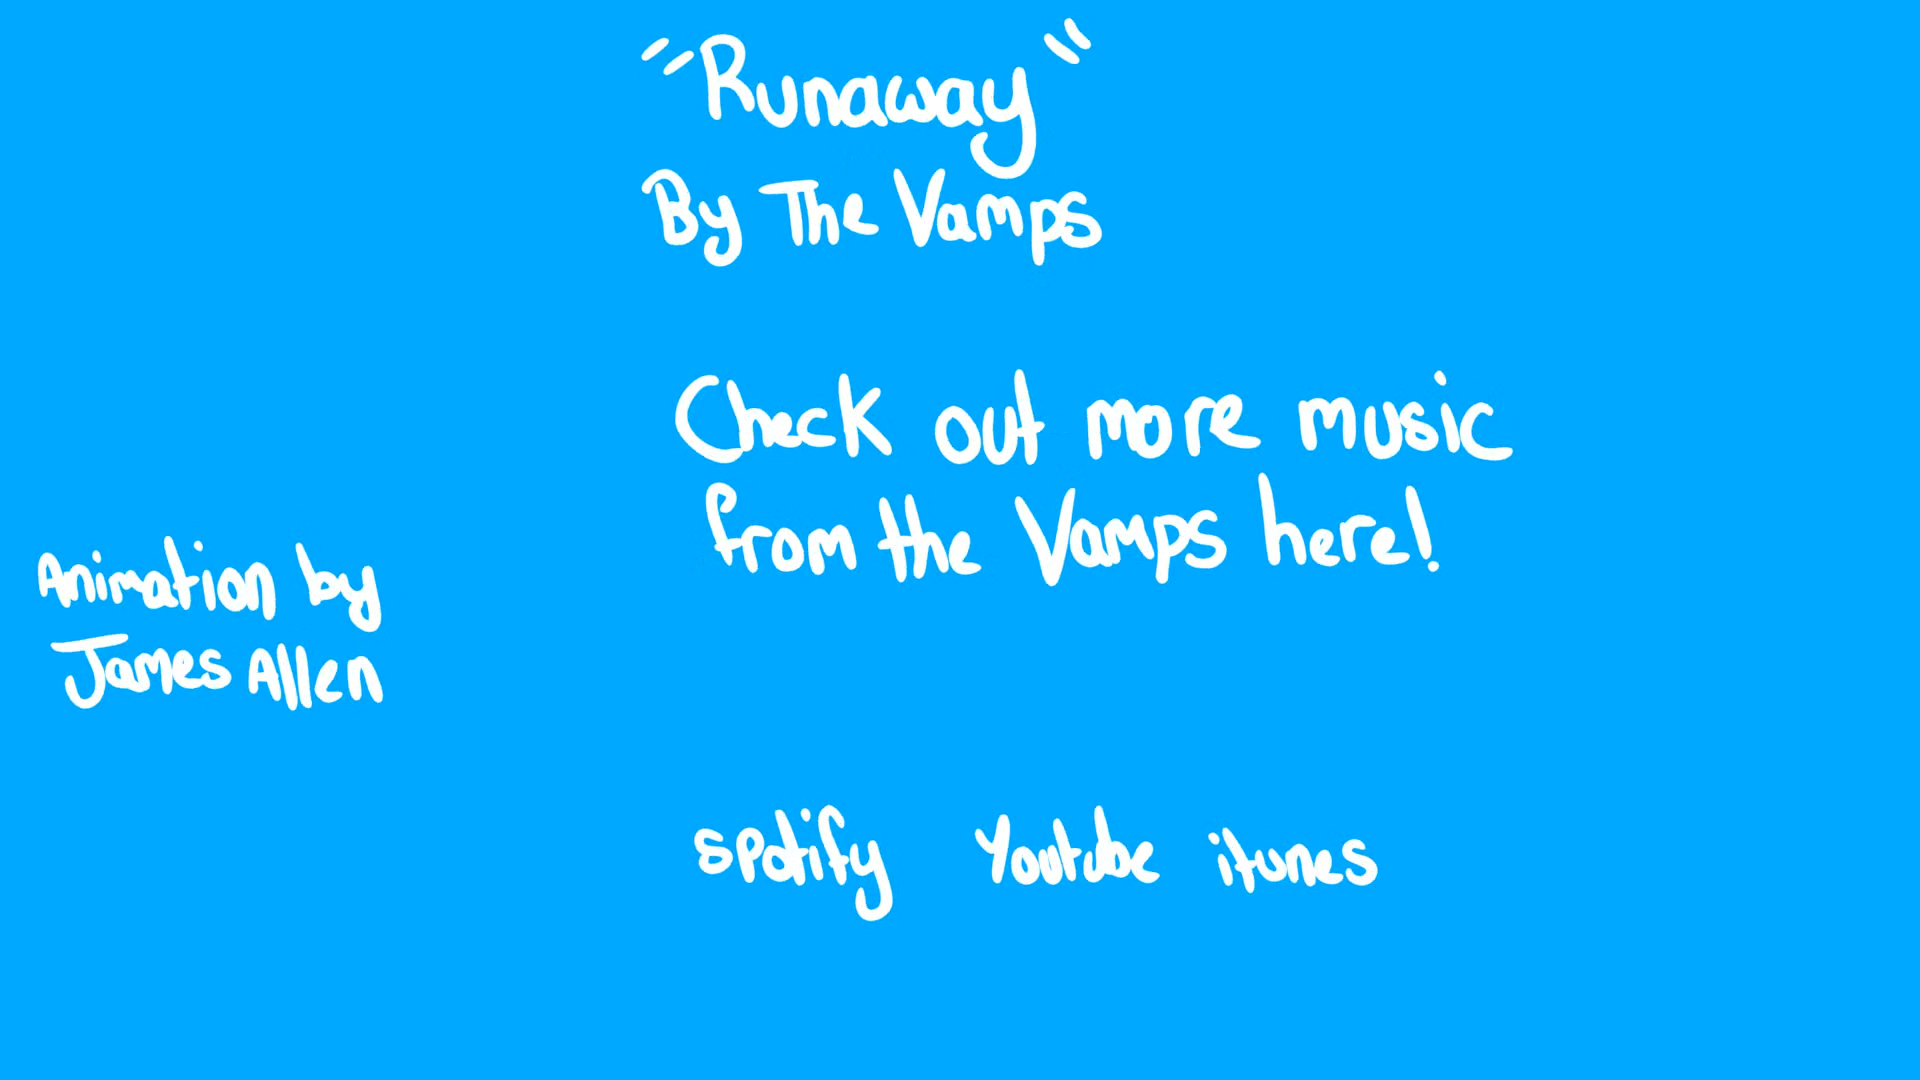 "Runaway"
By The Vamps
Check out more music
from the Vamps here!
Animation by
James Allen
spotify Youtube itunes